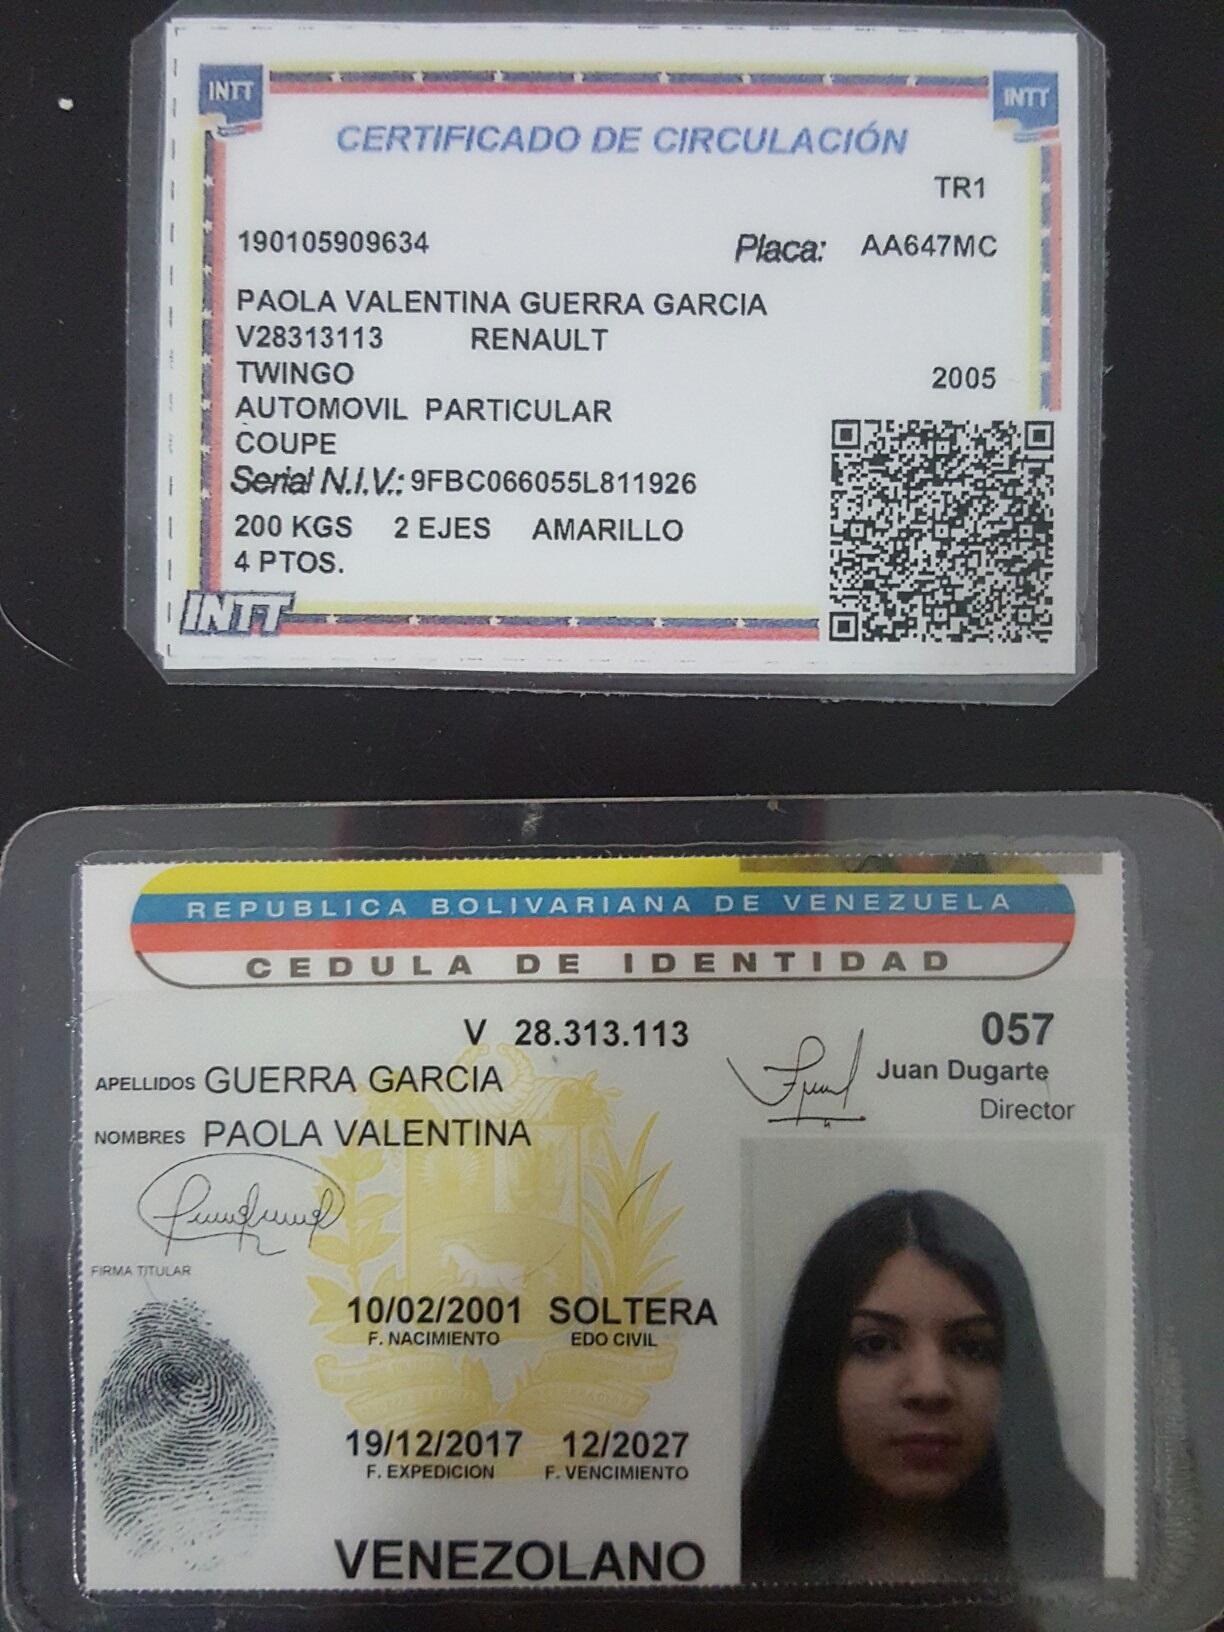 INTT
INTT
CERTIFICADO DE CIRCULACIÓN
TR1
190105909634 Placa: AA647MC
PAOLA VALENTINA GUERRA GARCIA
V28313113 RENAULT
TWINGO 2005
AUTOMOVIL PARTICULAR
COUPE
Serial N.I.V.: 9FBC066055L811926
200 KGS 2 EJES AMARILLO
4 PTOS.
INTT
REPUBLICA BOLIVARIANA DE VENEZUELA
CEDULA DE IDENTIDAD
V 28.313.113 057
Juan Dugarte
Director
APELLIDOS GUERRA GARCIA
NOMBRES PAOLA VALENTINA
FIRMA TITULAR
10/02/2001 SOLTERA
F. NACIMIENTO EDO CIVIL
19/12/2017 12/2027
F. EXPEDICION F. VENCIMIENTO
VENEZOLANO